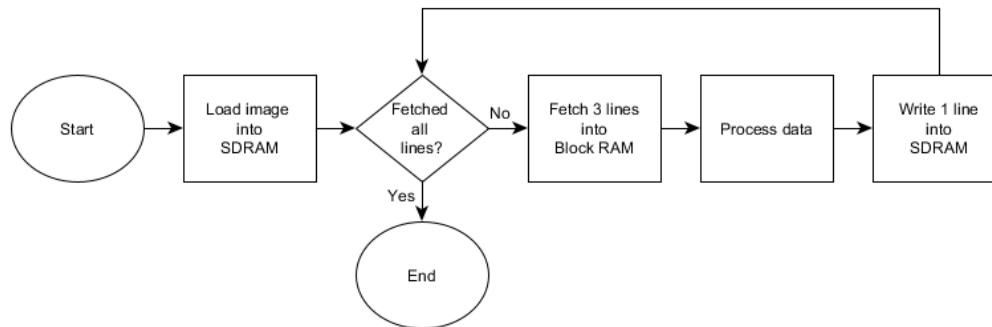 Start
Load image
into
SDRAM
Fetched
all
lines?
No
Yes
Fetch 3 lines
into
Block RAM
Process data
Write 1 line
into
SDRAM
End